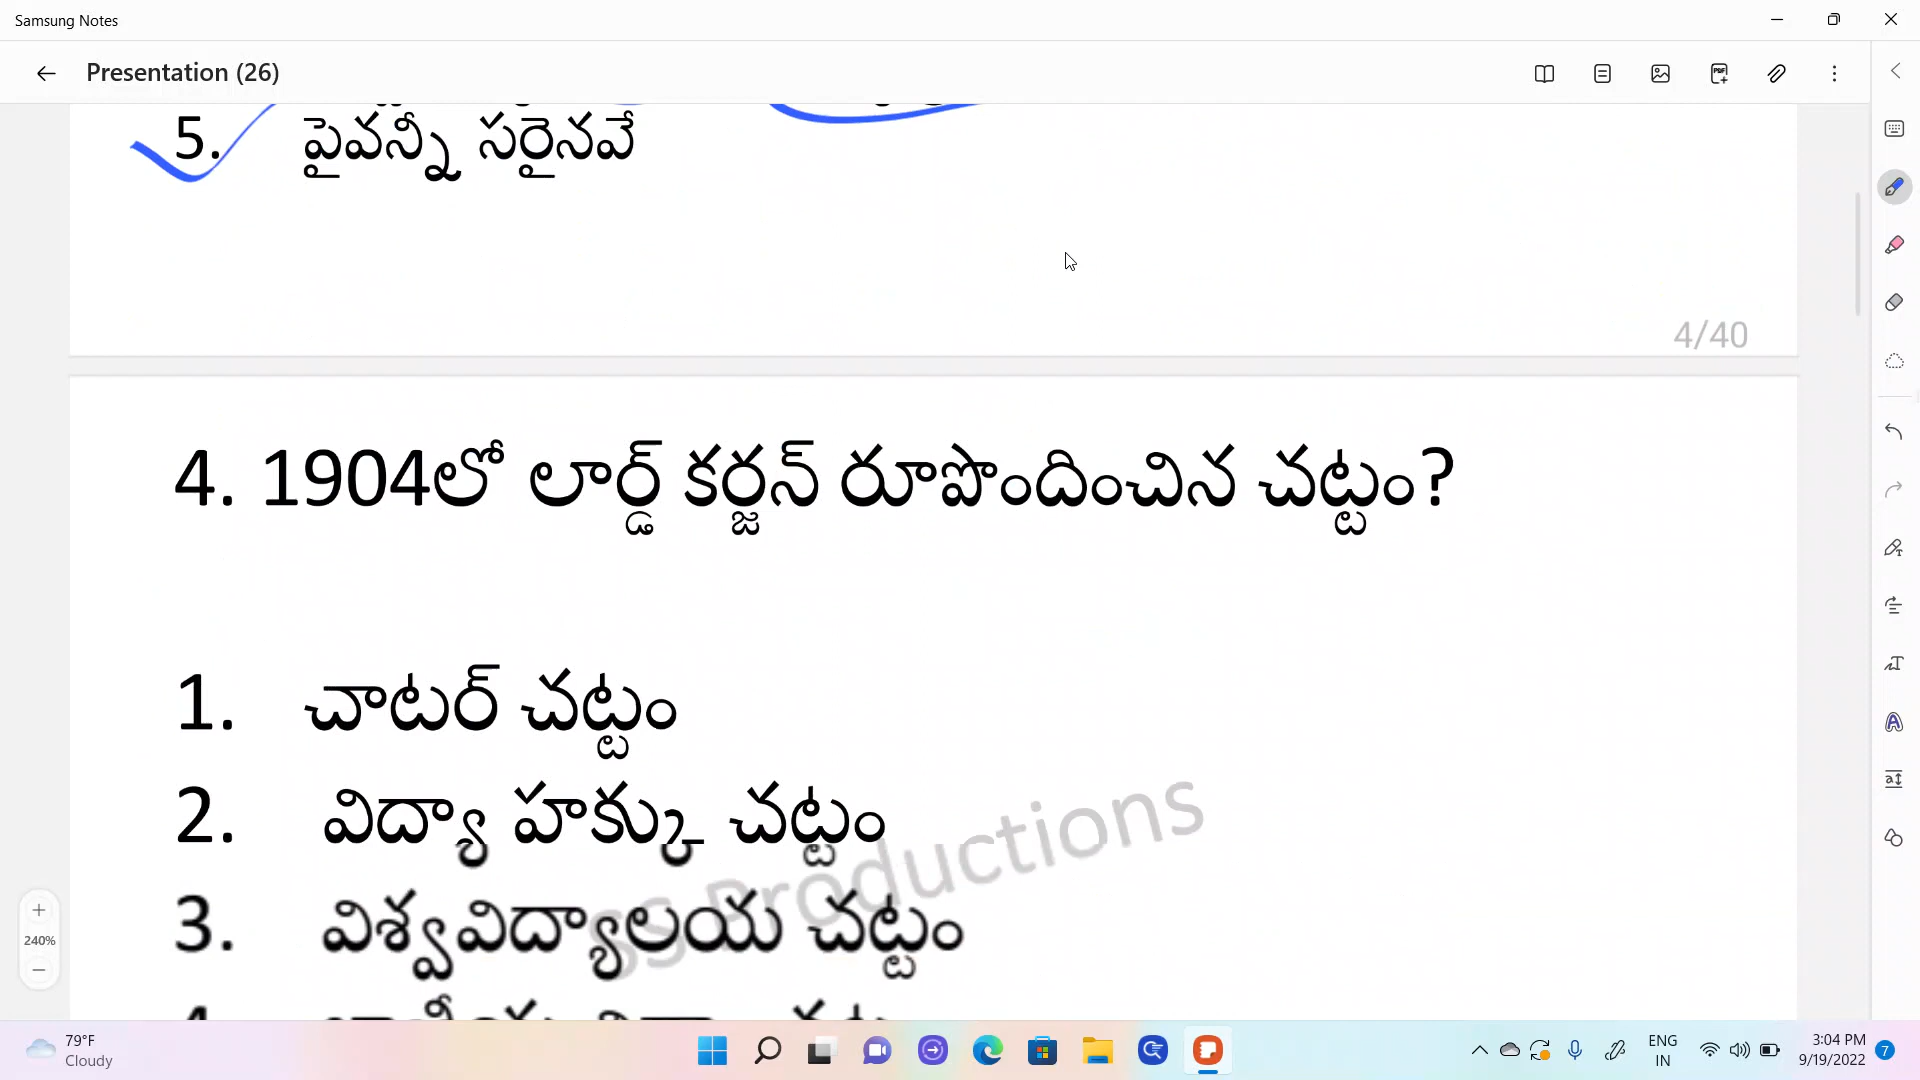 Samsung Notes
Presentation (26)
5. పైవన్నీ సరైనవే
4/40
4. 1904లో లార్డ్ కర్జన్ రూపొందించిన చట్టం?
1. చాటర్ చట్టం
2. విద్యా హక్కు చట్టం
3. విశ్వవిద్యాలయ చట్టం
SS Productions
240%
79°F
Cloudy
ENG
IN
3:04 PM
9/19/2022
7